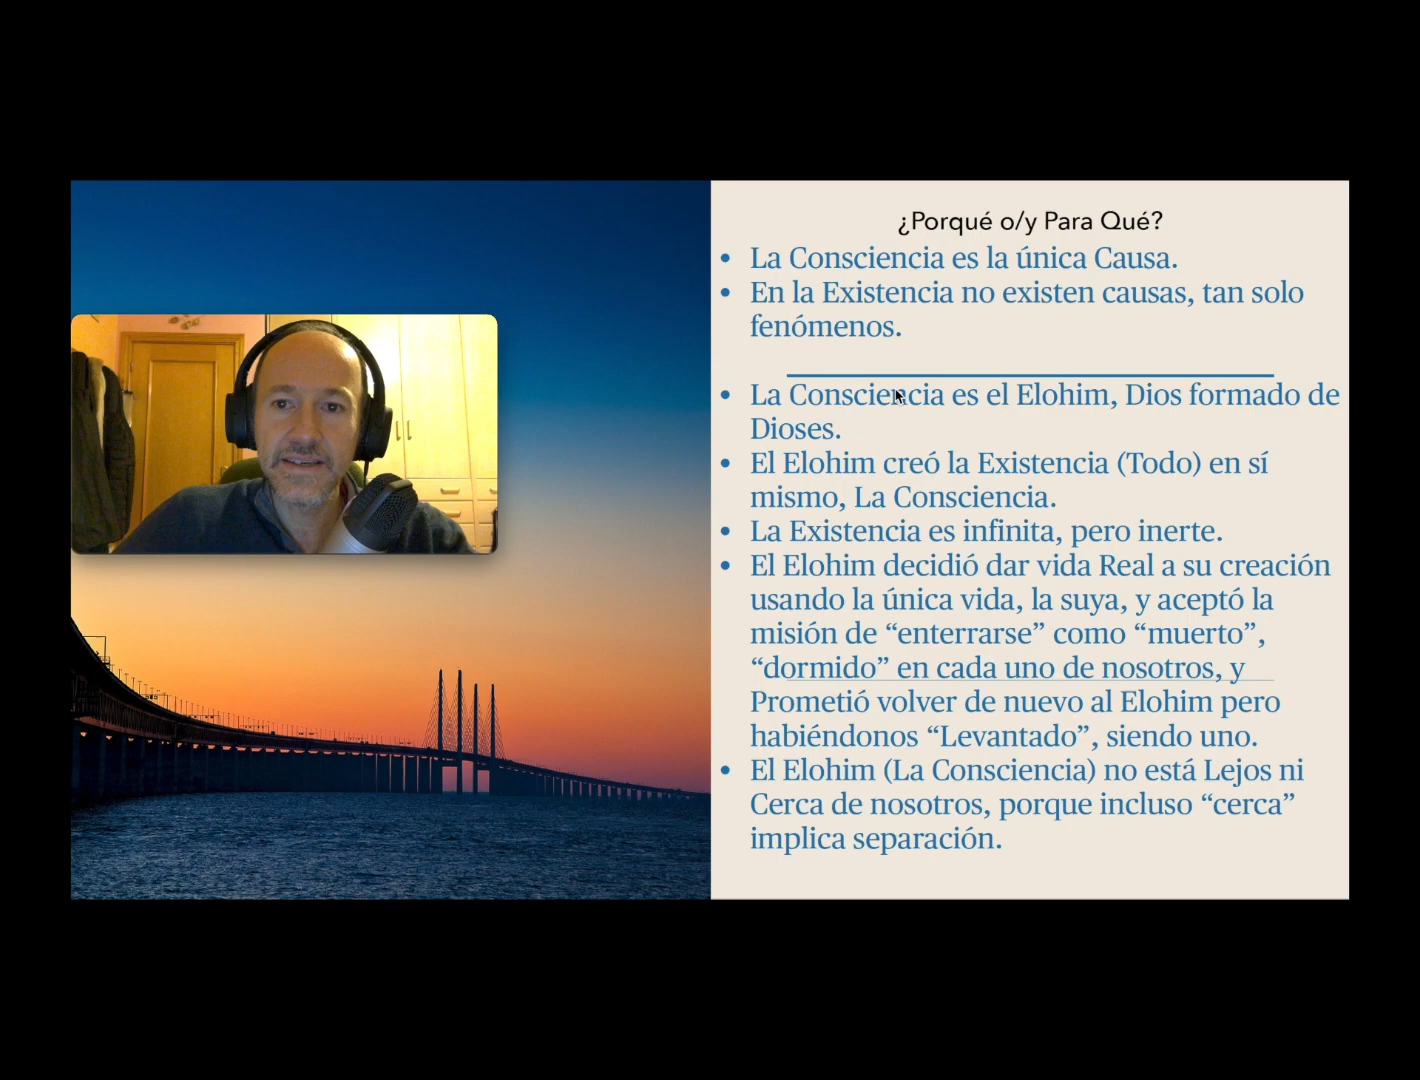 ¿Porqué o/y Para Qué?
• La Consciencia es la única Causa.
• En la Existencia no existen causas, tan solo
fenómenos.
• La Consciencia es el Elohim, Dios formado de
Dioses.
• El Elohim creó la Existencia (Todo) en sí
mismo, La Consciencia.
• La Existencia es infinita, pero inerte.
• El Elohim decidió dar vida Real a su creación
usando la única vida, la suya, y aceptó la
misión de “enterrarse” como “muerto”,
“dormido” en cada uno de nosotros, y
Prometió volver de nuevo al Elohim pero
habiéndonos “Levantado”, siendo uno.
• El Elohim (La Consciencia) no está Lejos ni
Cerca de nosotros, porque incluso “cerca”
implica separación.